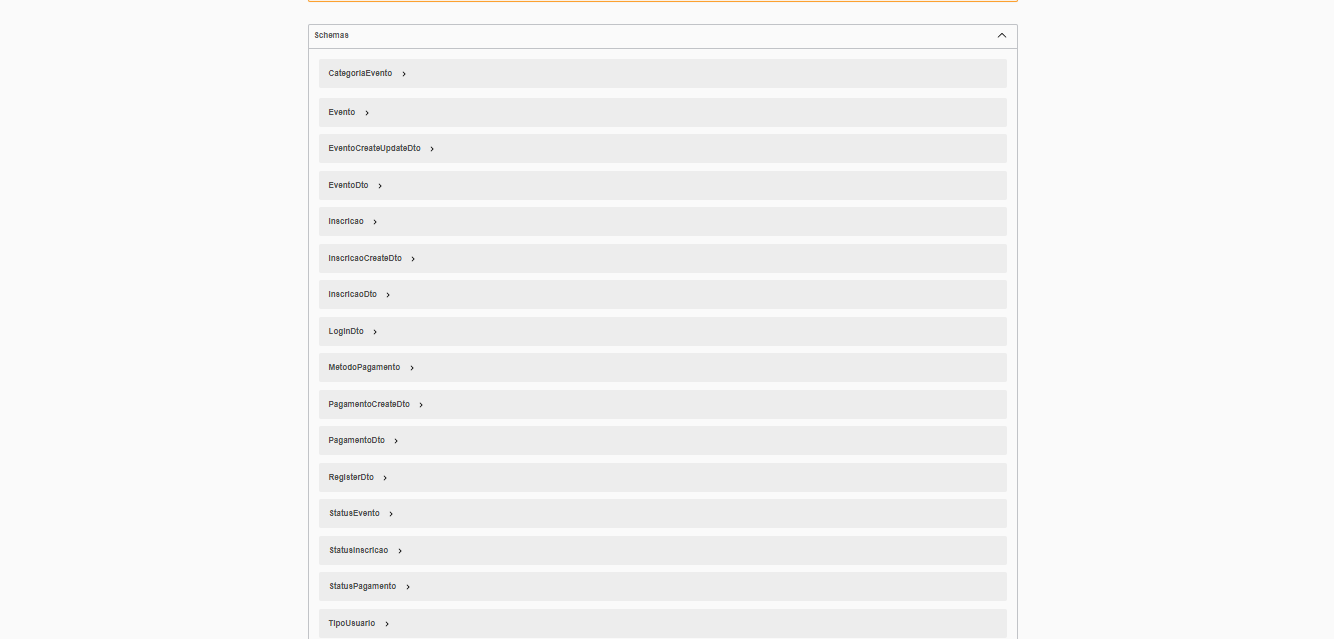 Schemas
CategoriaEvento
Evento
EventoCreateUpdateDto
EventoDto
Inscricao
InscricaoCreateDto
InscricaoDto
LoginDto
MetodoPagamento
PagamentoCreateDto
PagamentoDto
RegisterDto
StatusEvento
StatusInscricao
StatusPagamento
TipoUsuario